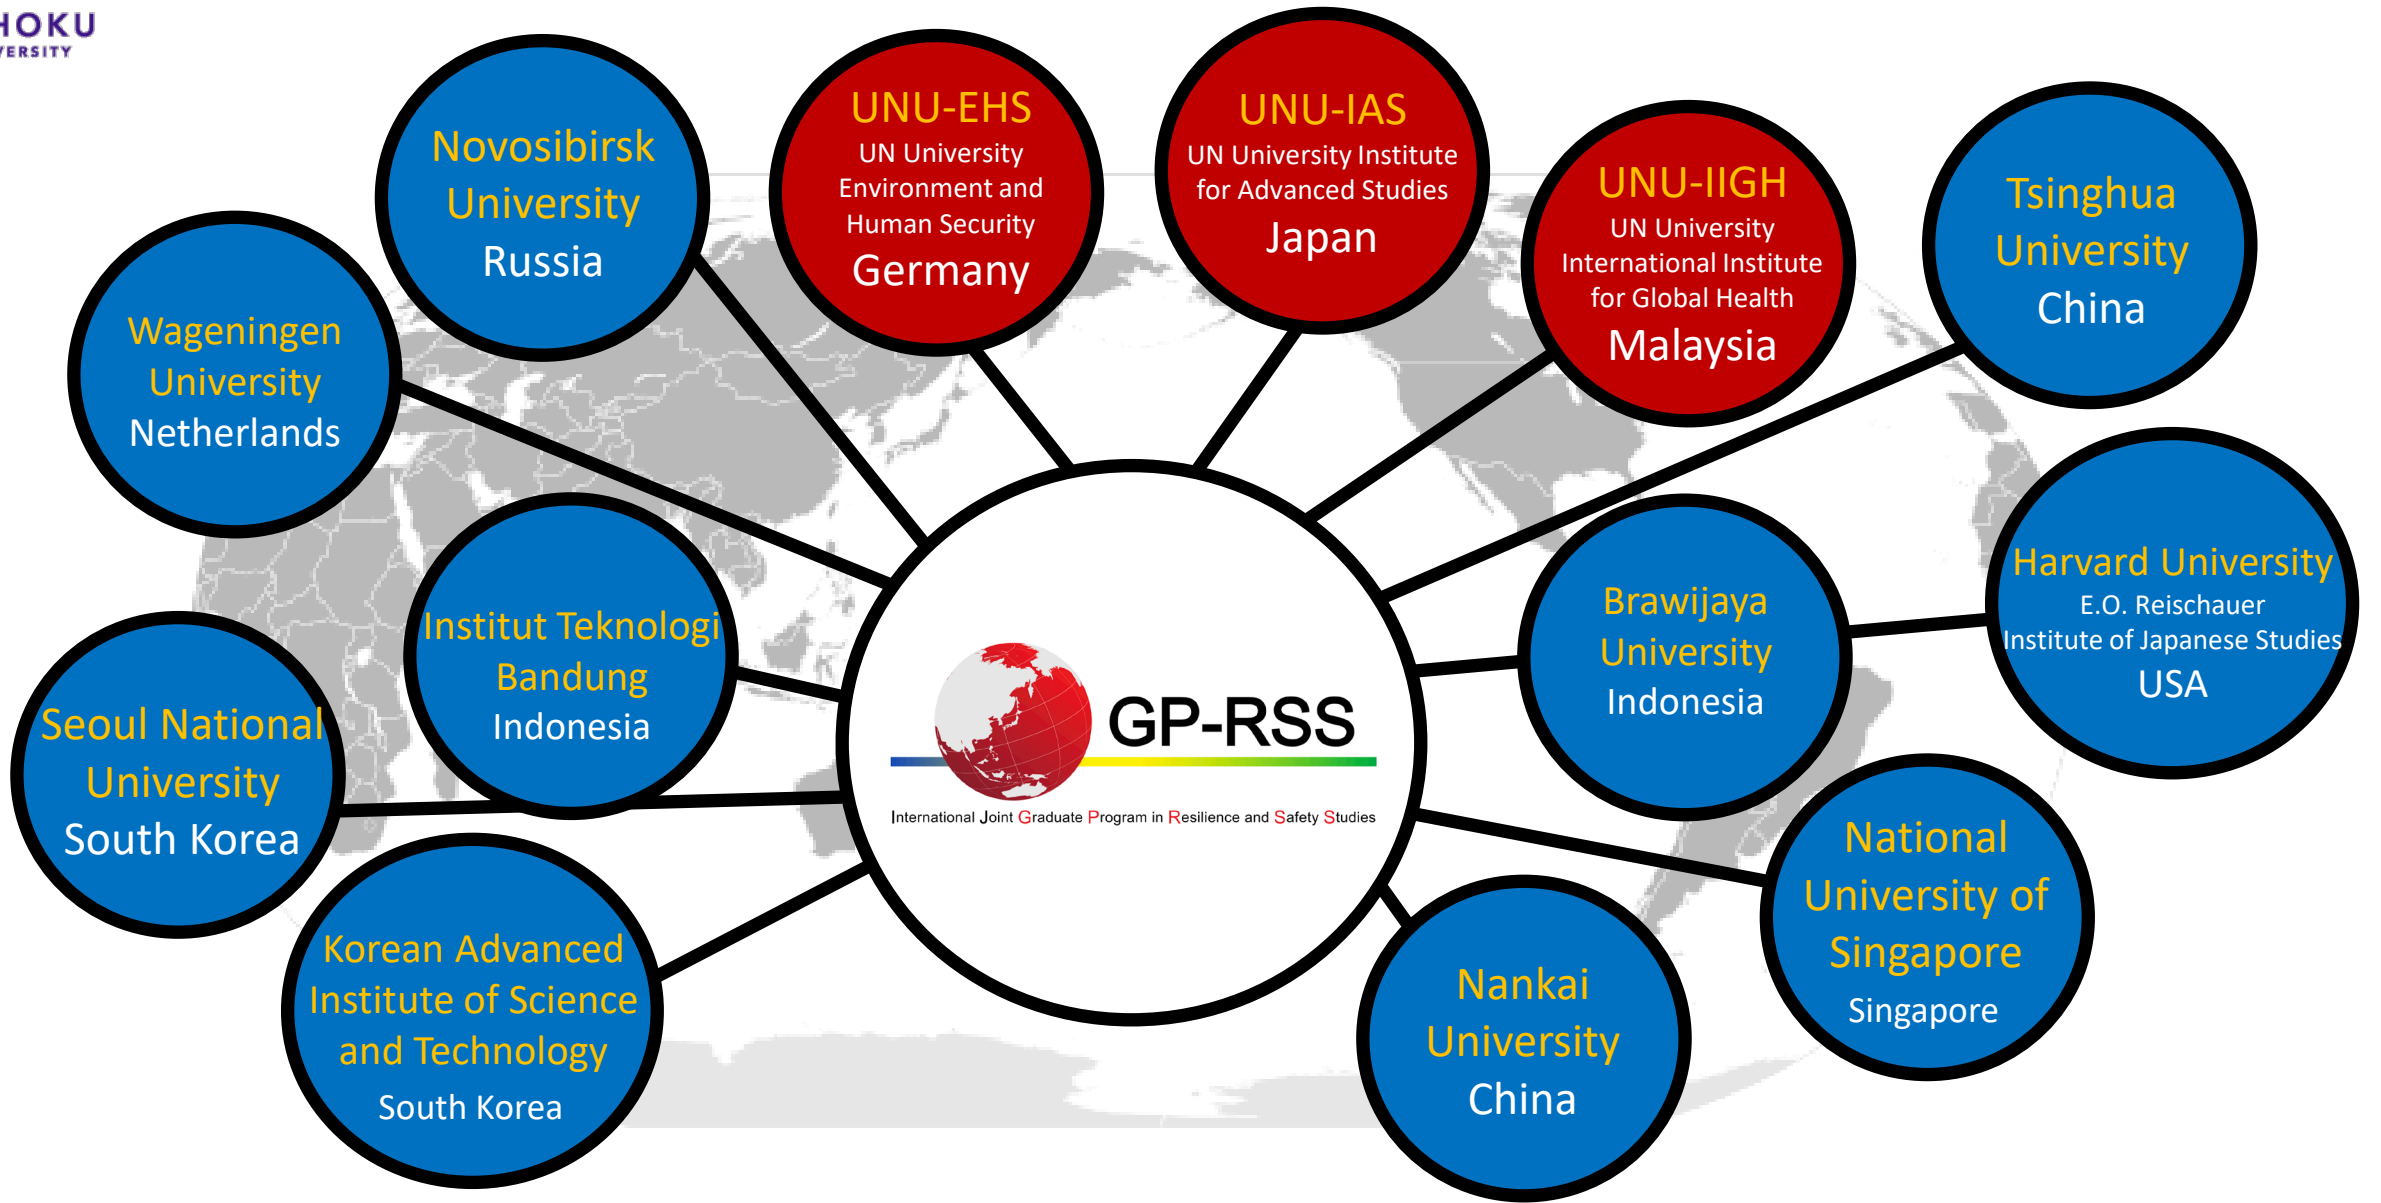 HOKU
VERSITY
Novosibirsk
University
Russia
UNU-EHS
UN University
Environment and
Human Security
Germany
UNU-IAS
UN University Institute
for Advanced Studies
Japan
UNU-IIGH
UN University
International Institute
for Global Health
Malaysia
Tsinghua
University
China
Wageningen
University
Netherlands
Institut Teknologi
Bandung
Indonesia
Brawijaya
University
Indonesia
Harvard University
E.O. Reischauer
Institute of Japanese Studies
USA
Seoul National
University
South Korea
GP-RSS
International Joint Graduate Program in Resilience and Safety Studies
National
University of
Singapore
Singapore
Korean Advanced
Institute of Science
and Technology
South Korea
Nankai
University
China